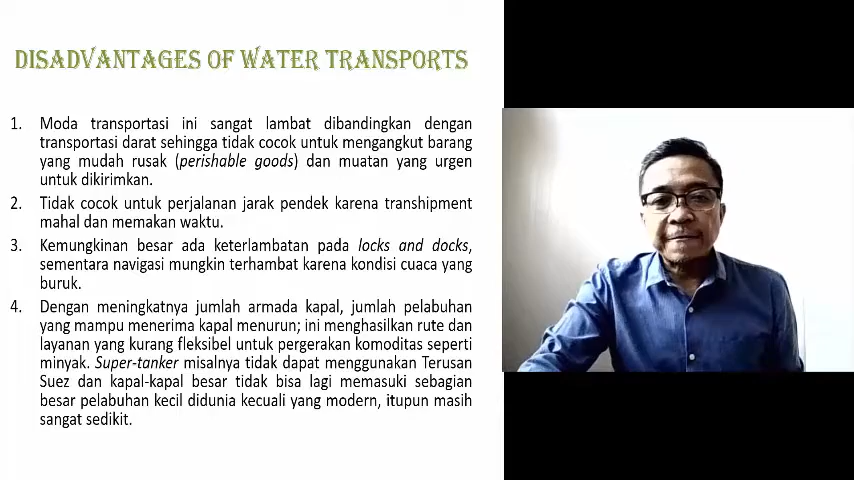 DISADVANTAGES OF WATER TRANSPORTS
1. Moda transportasi ini sangat lambat dibandingkan dengan
transportasi darat sehingga tidak cocok untuk mengangkut barang
yang mudah rusak (perishable goods) dan muatan yang urgen
untuk dikirimkan.
2. Tidak cocok untuk perjalanan jarak pendek karena transhipment
mahal dan memakan waktu.
3. Kemungkinan besar ada keterlambatan pada locks and docks,
sementara navigasi mungkin terhambat karena kondisi cuaca yang
buruk.
4. Dengan meningkatnya jumlah armada kapal, jumlah pelabuhan
yang mampu menerima kapal menurun; ini menghasilkan rute dan
layanan yang kurang fleksibel untuk pergerakan komoditas seperti
minyak. Super-tanker misalnya tidak dapat menggunakan Terusan
Suez dan kapal-kapal besar tidak bisa lagi memasuki sebagian
besar pelabuhan kecil didunia kecuali yang modern, itupun masih
sangat sedikit.